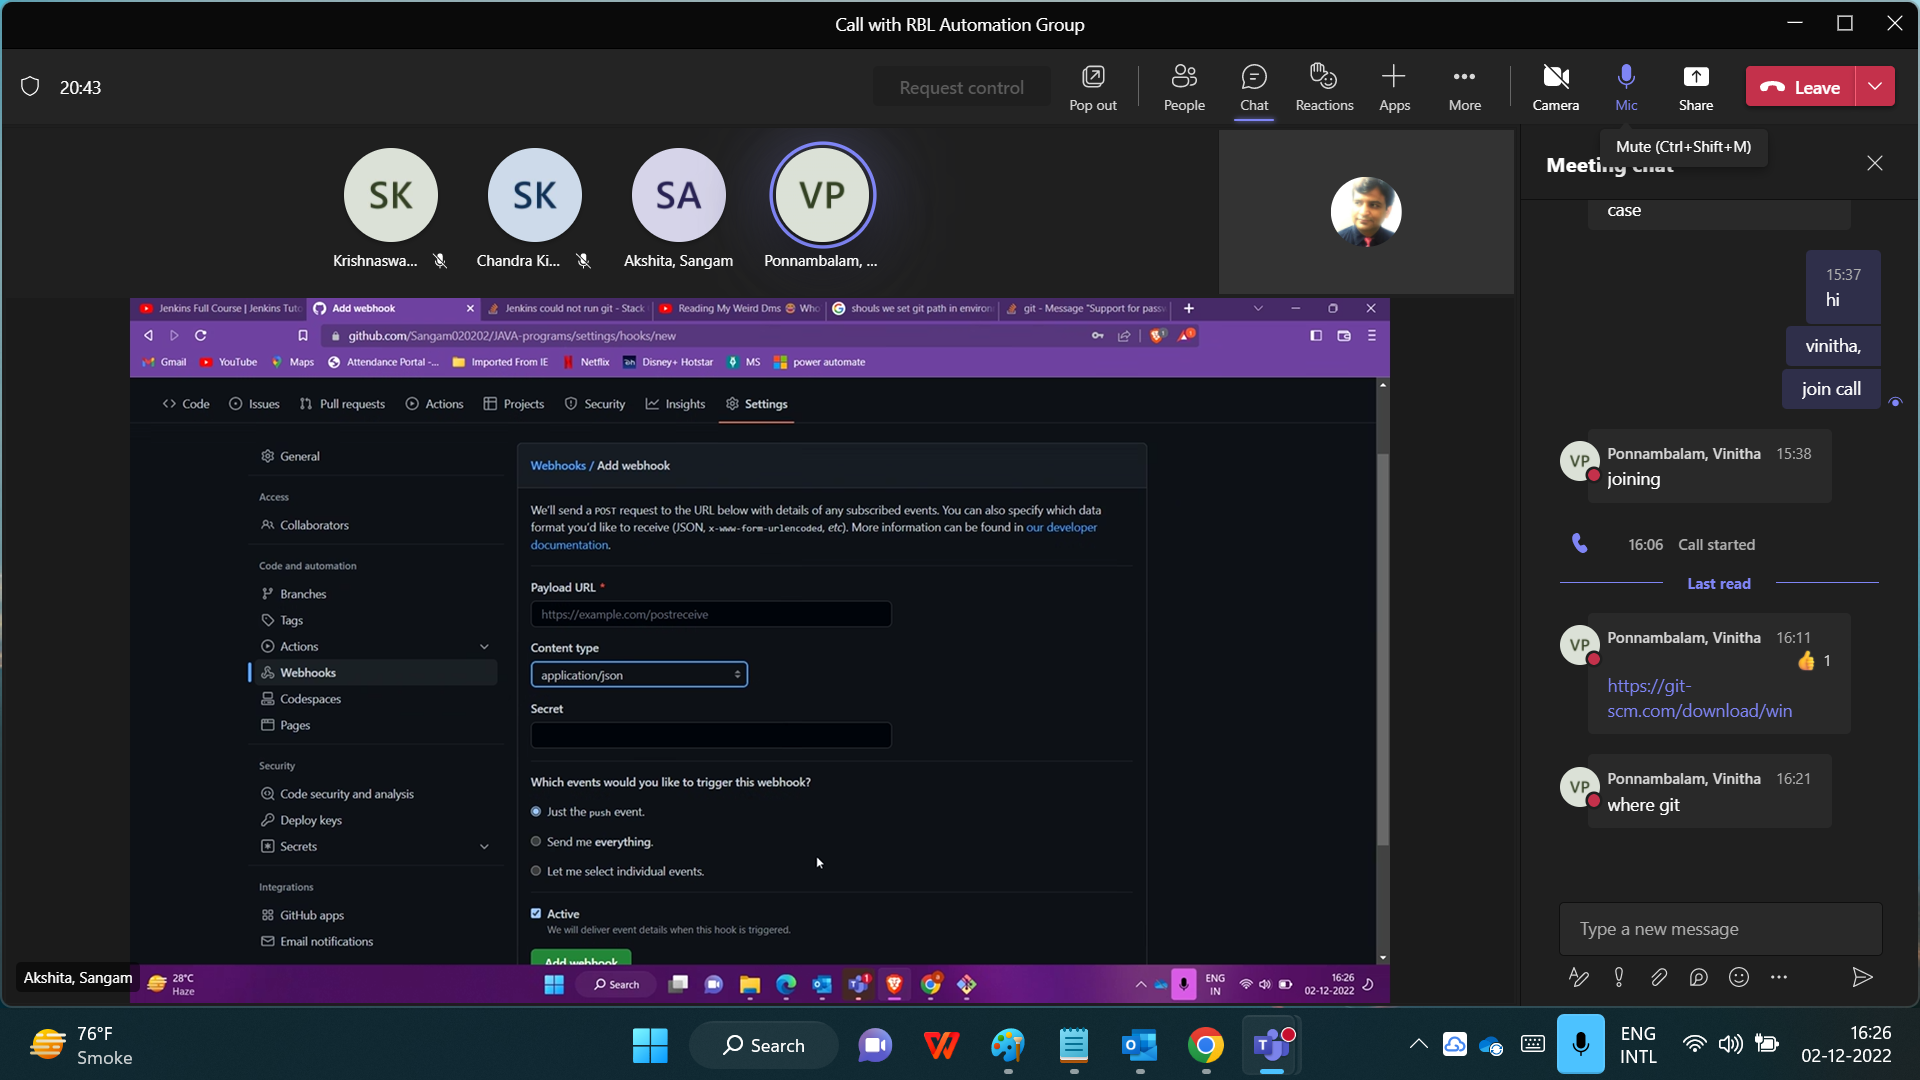 Call with RBL Automation Group
20:43
Request control
Pop out
People
Chat
Reactions
Apps
More
Camera
Mic
Share
Leave
Mute (Ctrl+Shift+M)
SK
SK
SA
VP
Krishnaswa...
Chandra Ki...
Akshita, Sangam
Ponnambalam, ...
Jenkins Full Course | Jenkins Tuto
Add webhook
Jenkins could not run git - Stack
Reading My Weird Dms
Who
shouls we set git path in environ
git - Message "Support for passw
github.com/Sangam020202/JAVA-programs/settings/hooks/new
Gmail
YouTube
Maps
Attendance Portal -...
Imported From IE
Netflix
Disney+ Hotstar
MS
power automate
Code
Issues
Pull requests
Actions
Projects
Security
Insights
Settings
General
Access
Collaborators
Code and automation
Branches
Tags
Actions
Webhooks
Codespaces
Pages
Security
Code security and analysis
Deploy keys
Secrets
Integrations
GitHub apps
Email notifications
Webhooks / Add webhook
We'll send a POST request to the URL below with details of any subscribed events. You can also specify which data
format you'd like to receive (JSON, x-www-form-urlencoded, etc). More information can be found in our developer
documentation.
Payload URL *
https://example.com/postreceive
Content type
application/json
Secret
Which events would you like to trigger this webhook?
Just the push event.
Send me everything.
Let me select individual events.
Active
We will deliver event details when this hook is triggered.
Add webhook
Akshita, Sangam
28°C
Haze
Search
ENG
IN
16:26
02-12-2022
Meeting chat
case
15:37
hi
vinitha,
join call
VP
Ponnambalam, Vinitha 15:38
joining
16:06 Call started
Last read
VP
Ponnambalam, Vinitha 16:11
1
https://git-
scm.com/download/win
VP
Ponnambalam, Vinitha 16:21
where git
Type a new message
76°F
Smoke
Search
ENG
INTL
16:26
02-12-2022